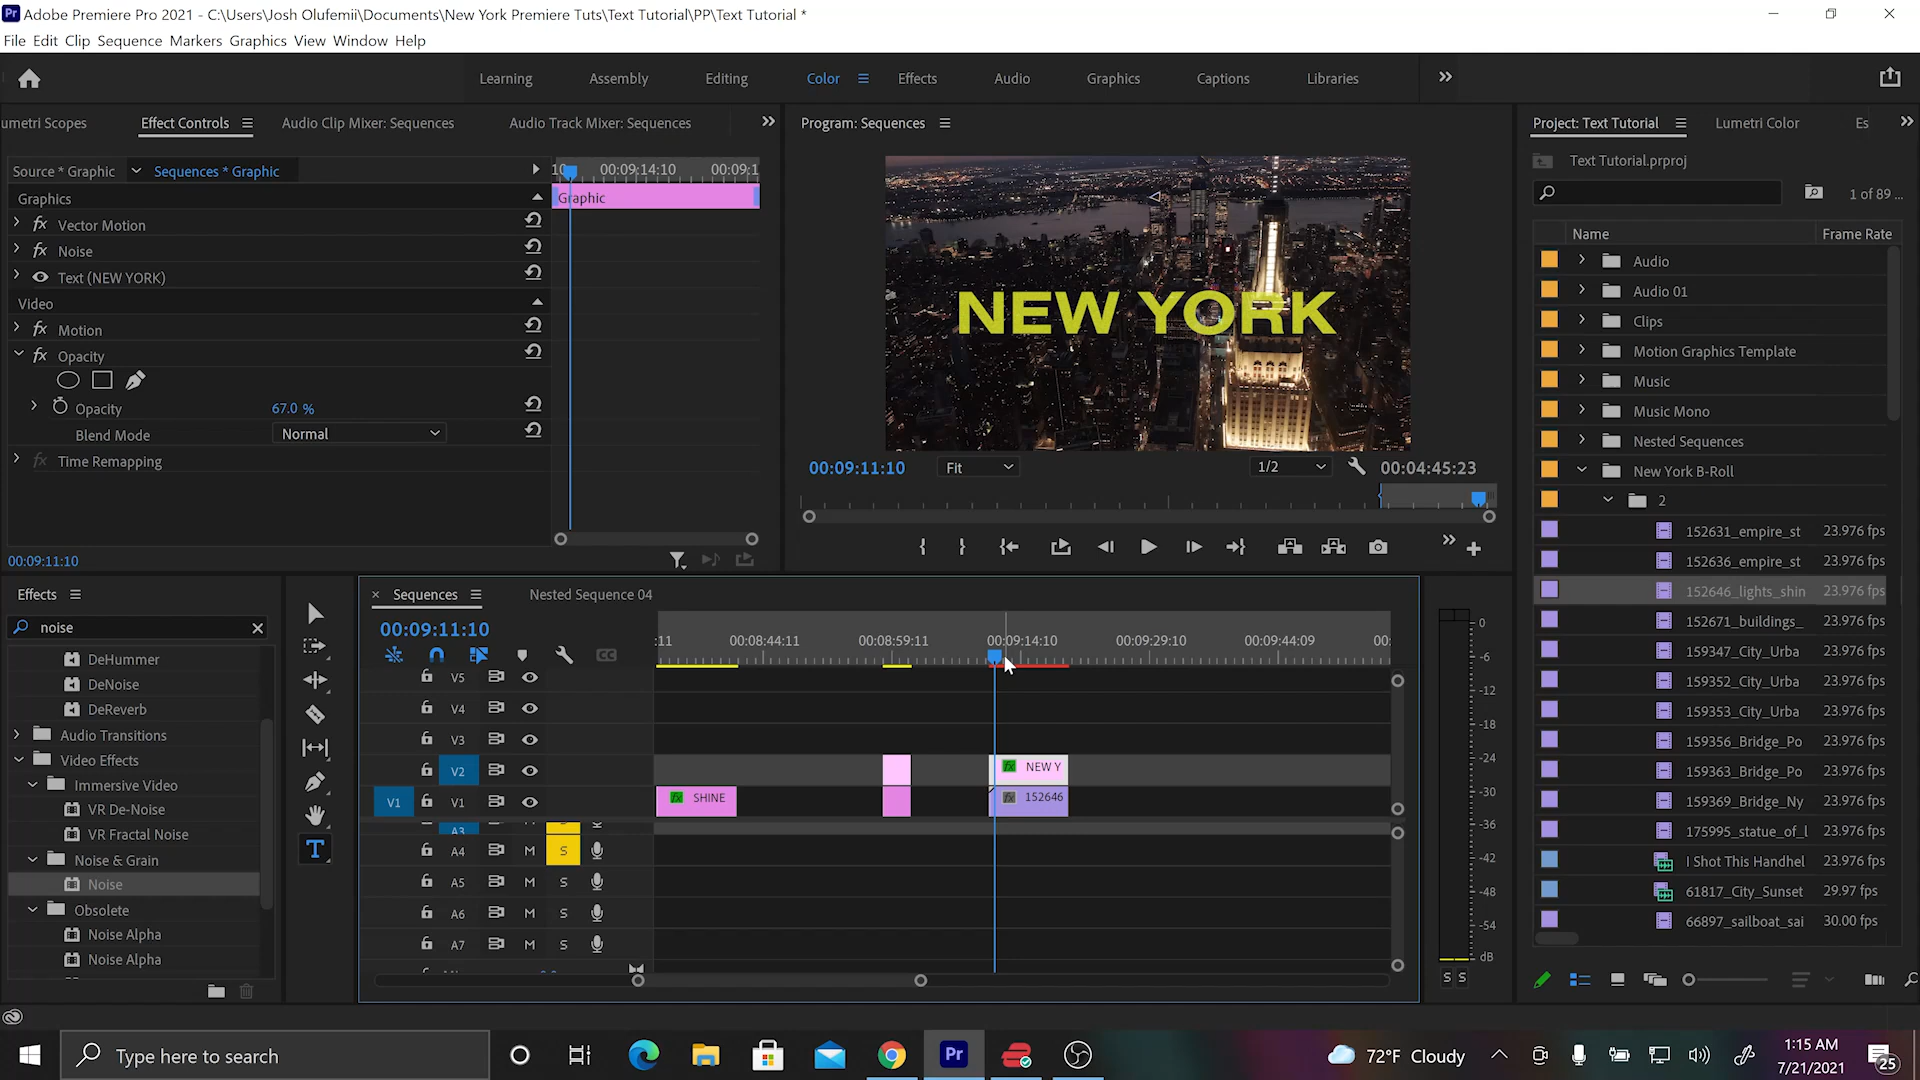 Adobe Premiere Pro 2021 - C:\Users\Josh Olufemii\Documents\New York Premiere Tuts\Text Tutorial\PP\Text Tutorial *
File Edit Clip Sequence Markers Graphics View Window Help
Learning Assembly Editing Color Effects Audio Graphics Captions Libraries
umetri Scopes Effect Controls Audio Clip Mixer: Sequences Audio Track Mixer: Sequences
Source * Graphic Sequences * Graphic
00:09:14:10 00:09:1
Graphics
Graphic
Vector Motion
Noise
Text (NEW YORK)
Video
Motion
Opacity
Opacity 67.0 %
Blend Mode Normal
Time Remapping
00:09:11:10
Program: Sequences
NEW YORK
00:09:11:10 Fit 1/2 00:04:45:23
Project: Text Tutorial Lumetri Color Es
Text Tutorial.prproj
1 of 89 ...
Name Frame Rate
Audio
Audio 01
Clips
Motion Graphics Template
Music
Music Mono
Nested Sequences
New York B-Roll
2
152631_empire_st 23.976 fps
152636_empire_st 23.976 fps
152646_lights_shin 23.976 fps
152671_buildings_ 23.976 fps
159347_City_Urba 23.976 fps
159352_City_Urba 23.976 fps
159353_City_Urba 23.976 fps
159356_Bridge_Po 23.976 fps
159363_Bridge_Po 23.976 fps
159369_Bridge_Ny 23.976 fps
175995_statue_of_l 23.976 fps
I Shot This Handhel 23.976 fps
61817_City_Sunset 29.97 fps
66897_sailboat_sai 30.00 fps
Effects
noise
DeHummer
DeNoise
DeReverb
Audio Transitions
Video Effects
Immersive Video
VR De-Noise
VR Fractal Noise
Noise & Grain
Noise
Obsolete
Noise Alpha
Noise Alpha
Sequences Nested Sequence 04
00:09:11:10
:11 00:08:44:11 00:08:59:11 00:09:14:10 00:09:29:10 00:09:44:09 00:
V5
V4
V3
V2 NEW Y
V1 V1 SHINE 152646
A3
A4 M S
A5 M S
A6 M S
A7 M S
0
-6
-12
-18
-24
-30
-36
-42
-48
-54
dB
S S
Type here to search
72°F Cloudy
1:15 AM
7/21/2021
25